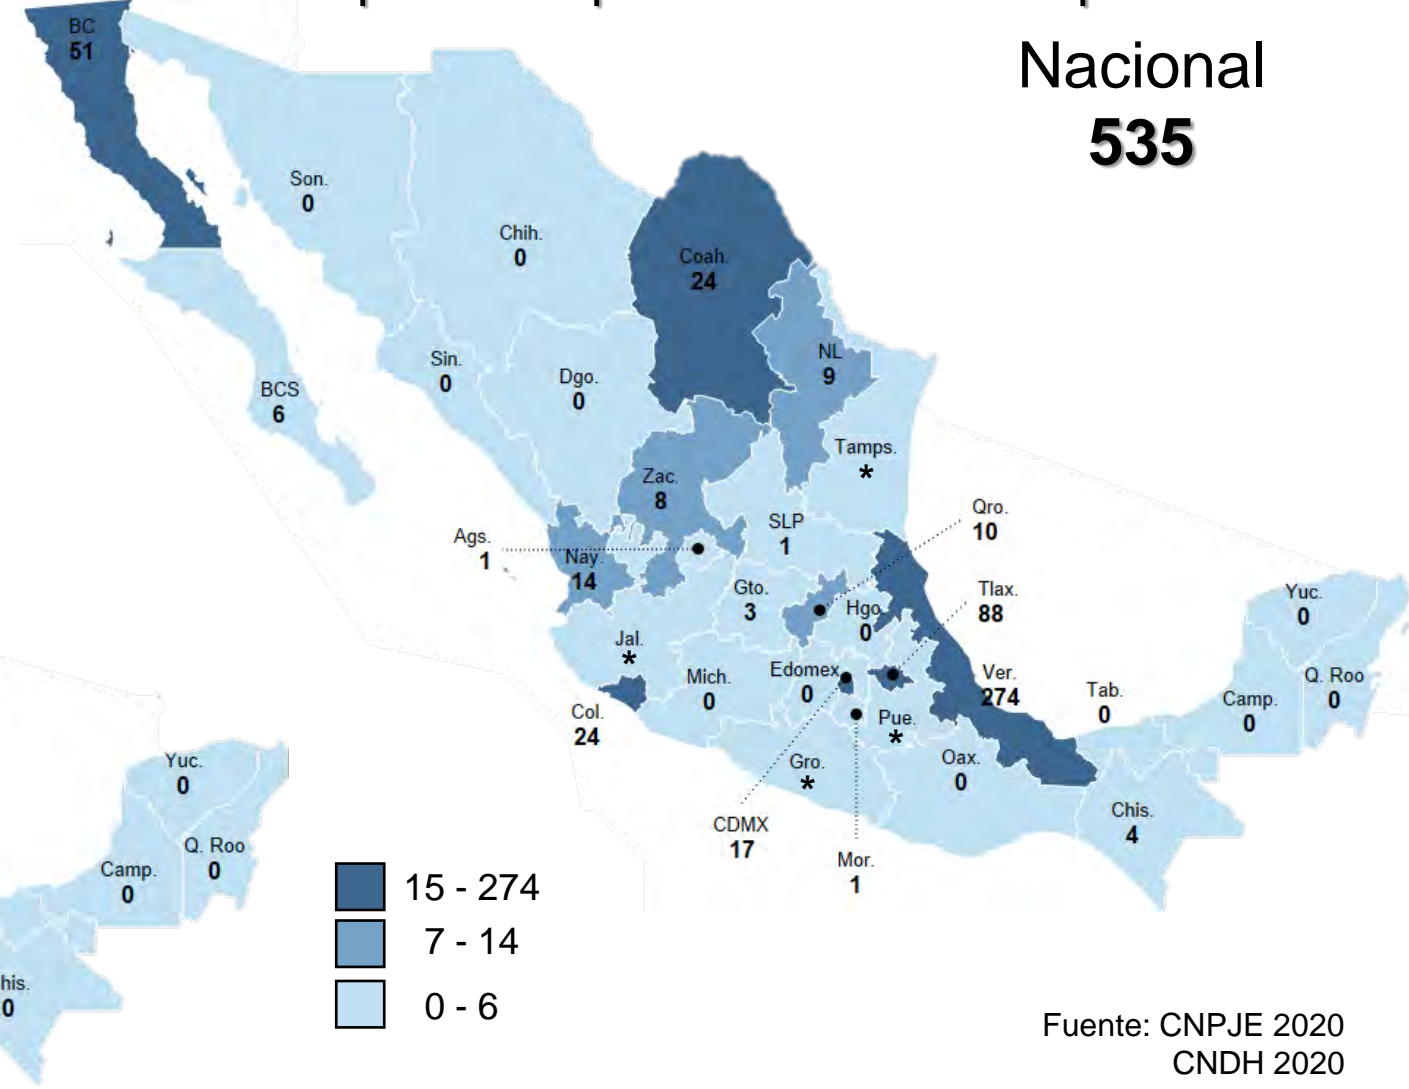 BC
51
Nacional
535
Son.
0
Chih.
0
Coah.
24
NL
9
Sin.
0
Dgo.
0
BCS
6
Tamps.
*
Zac.
8
Qro.
10
SLP
1
Ags.
1
Nay.
14
Gto.
3
Hgo.
0
Tlax.
88
Yuc.
0
Jal.
*
Mich.
0
Edomex.
0
Ver.
274
Tab.
0
Camp.
0
Q. Roo
0
Col.
24
Pue.
*
Gro.
*
Oax.
0
CDMX
17
Mor.
1
Chis.
4
Yuc.
0
Q. Roo
0
Camp.
0
his.
0
15 - 274
7 - 14
0 - 6
Fuente: CNPJE 2020
CNDH 2020